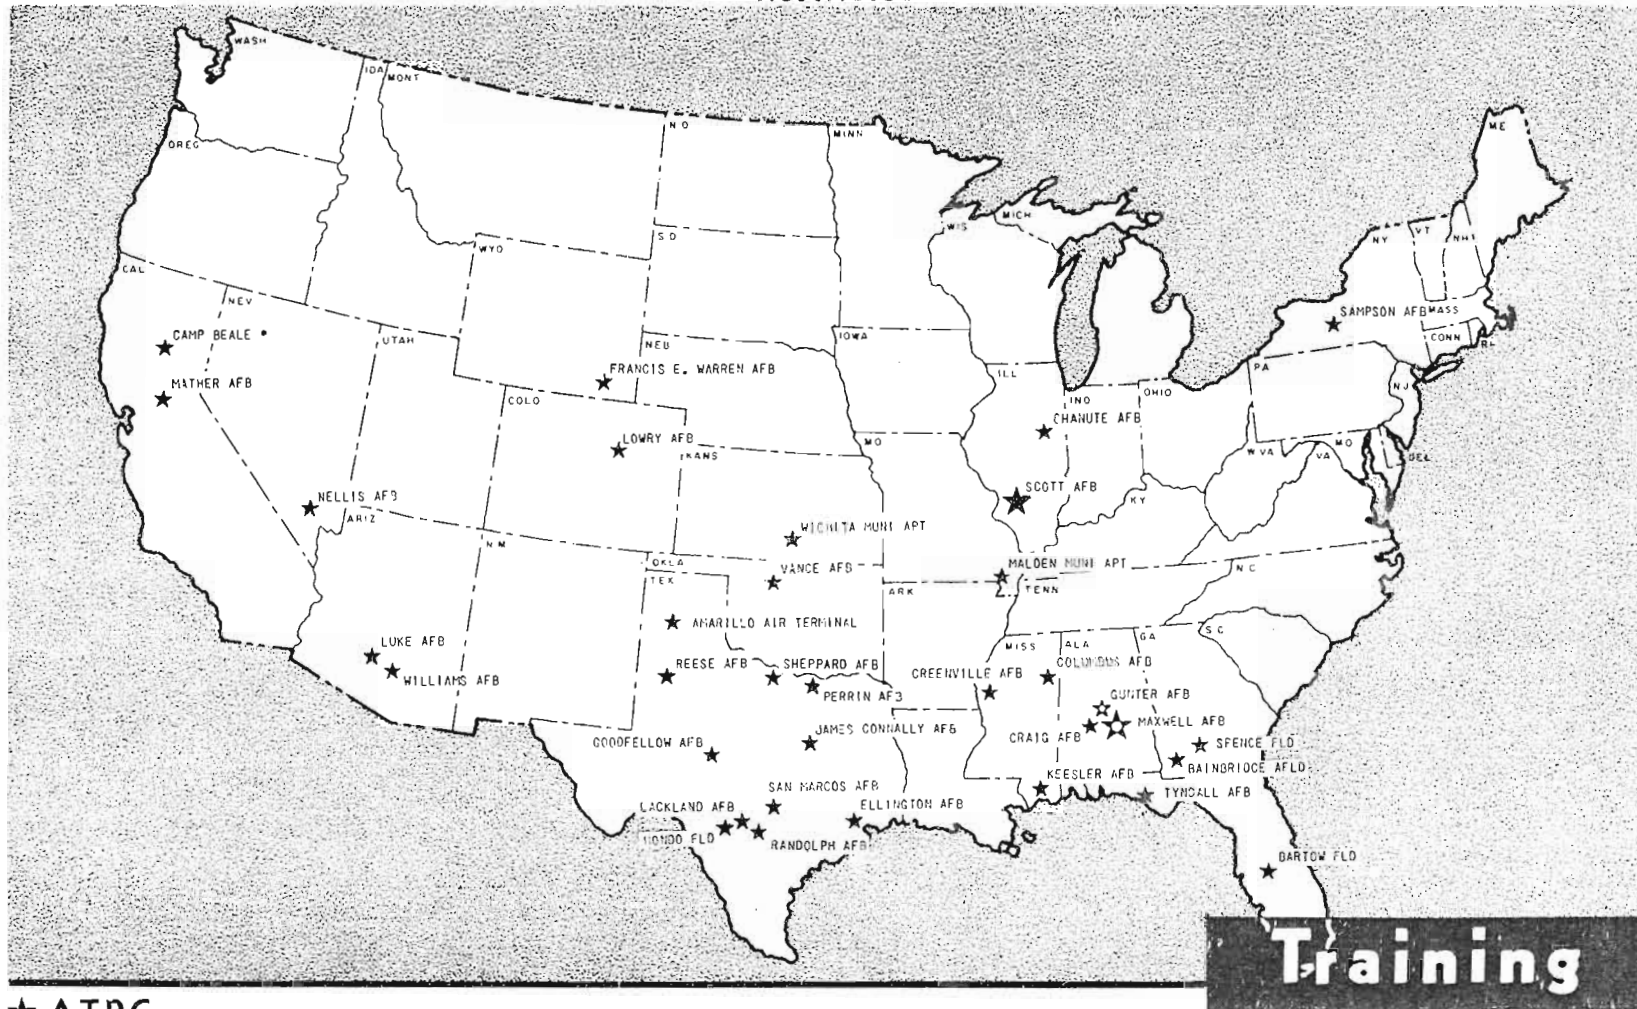 WASH
IDA
MONT
N D
MINN
ME
OREG
MICH
WIS
S D
WYO
NY
VT
NH
CAL
NEV
SAMPSON AFB
MASS
CAMP BEALE
UTAH
NEB
IOWA
CONN
RI
ILL
PA
FRANCIS E. WARREN AFB
MATHER AFB
COLO
IND
OHIO
NJ
CHANUTE AFB
LOWRY AFB
KANS
MO
W VA
VA
MD
DEL
SCOTT AFB
KY
NELLIS AFB
ARIZ
WICHITA MUNI APT
N M
OKLA
TEX
VANCE AFB
MALDEN MUNI APT
N C
ARK
TENN
AMARILLO AIR TERMINAL
S C
GA
LUKE AFB
MISS
ALA
REESE AFB
SHEPPARD AFB
COLUMBUS AFB
WILLIAMS AFB
GREENVILLE AFB
PERRIN AFB
GUNTER AFB
MAXWELL AFB
JAMES CONNALLY AFB
CRAIG AFB
GOODFELLOW AFB
SPENCE FLD
BAINBRIDGE AFLD
KEESLER AFB
SAN MARCOS AFB
TYNDALL AFB
LACKLAND AFB
ELLINGTON AFB
HONDO FLD
RANDOLPH AFB
BARTOW FLD
Training